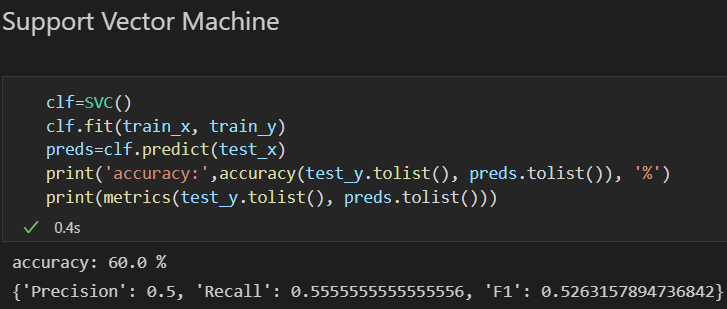 Support Vector Machine
clf=SVC()
clf.fit(train_x, train_y)
preds=clf.predict(test_x)
print('accuracy:',accuracy(test_y.tolist(), preds.tolist()), '%')
print(metrics(test_y.tolist(), preds.tolist()))
0.4s
accuracy: 60.0 %
{'Precision': 0.5, 'Recall': 0.5555555555555556, 'F1': 0.5263157894736842}